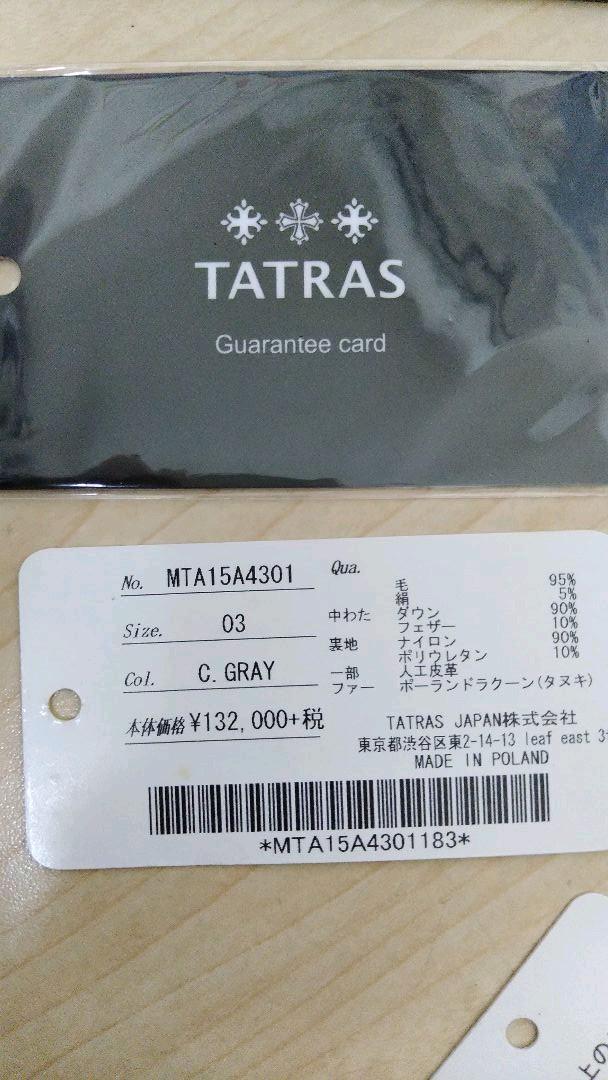 TATRAS
Guarantee card
No. MTA15A4301
Size. 03
Col. C. GRAY
本体価格 ¥132,000+税
Qua.
毛 95%
絹 5%
中わた ダウン 90%
フェザー 10%
裏地 ナイロン 90%
ポリウレタン 10%
一部 人工皮革
ファー ポーランドラクーン(タヌキ)
TATRAS JAPAN株式会社
東京都渋谷区東2-14-13 leaf east 3
MADE IN POLAND
*MTA15A4301183*
上の